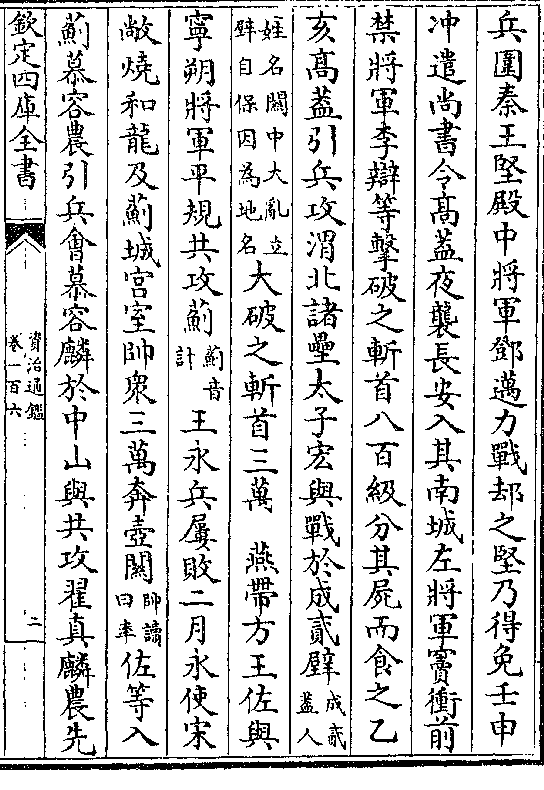 兵圍秦王堅殿中將軍鄧邁力戰却之堅乃得免壬申
冲遣尚書令髙葢夜襲長安入其南城左將軍竇衝前
禁將軍李辯等擊破之斬首八百級分其屍而食之乙
亥髙葢引兵攻渭北諸壘太子宏與戰於成貳壁成貳葢人
姓名關中大亂立壁自保因為地名大破之斬首三萬　燕帶方王佐與
寧朔將軍平規共攻薊薊音計王永兵屢敗二月永使宋
敞燒和龍及薊城宫室帥衆三萬奔壺關帥讀曰率佐等入
薊慕容農引兵會慕容麟於中山與共攻翟真麟農先
欽定四庫全書
資治通鑑
卷一百六
二